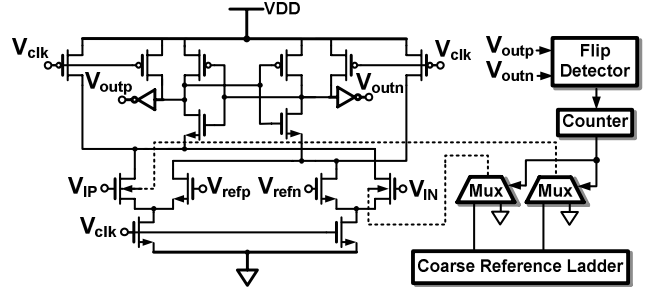 VDD
Vclk
Vclk
Voutp
Voutn
Voutp
Voutn
Flip
Detector
Counter
VIP
Vrefp
Vrefn
VIN
Mux
Mux
Vclk
Coarse Reference Ladder